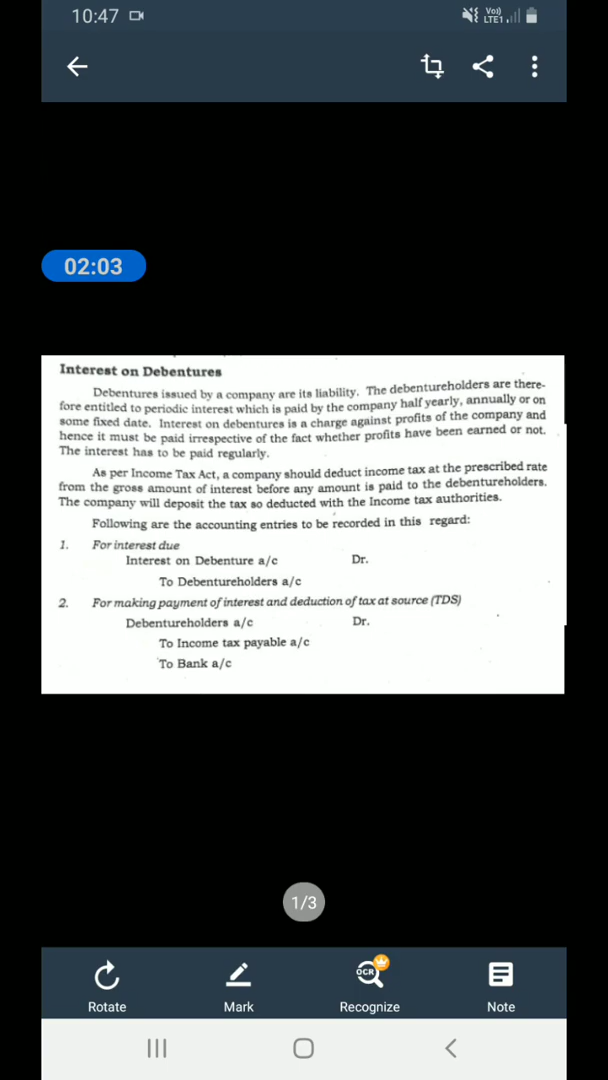 10:47
Vo))
LTE1
02:03
Interest on Debentures
Debentures issued by a company are its liability. The debentureholders are there-
fore entitled to periodic interest which is paid by the company half yearly, annually or on
some fixed date. Interest on debentures is a charge against profits of the company and
hence it must be paid irrespective of the fact whether profits have been earned or not.
The interest has to be paid regularly.
As per Income Tax Act, a company should deduct income tax at the prescribed rate
from the gross amount of interest before any amount is paid to the debentureholders.
The company will deposit the tax so deducted with the Income tax authorities.
Following are the accounting entries to be recorded in this regard:
1. For interest due
Interest on Debenture a/c Dr.
To Debentureholders a/c
2. For making payment of interest and deduction of tax at source (TDS)
Debentureholders a/c Dr.
To Income tax payable a/c
To Bank a/c
1/3
OCR
Rotate Mark Recognize Note